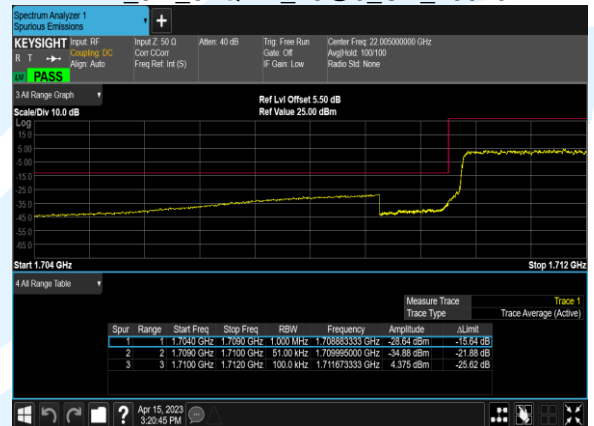 Spectrum Analyzer 1
Spurious Emissions
+
KEYSIGHT Input: RF Input Z: 50 Ω Atten: 40 dB Trig: Free Run Center Freq: 22.005000000 GHz
R T Coupling: DC Corr CCorr Gate: Off Avg|Hold: 100/100
Align: Auto Freq Ref: Int (S) IF Gain: Low Radio Std: None
PASS
3 All Range Graph
Ref Lvl Offset 5.50 dB
Scale/Div 10.0 dB Ref Value 25.00 dBm
Log
15.0
5.00
-5.00
-15.0
-25.0
-35.0
-45.0
-55.0
-65.0
Start 1.704 GHz Stop 1.712 GHz
4 All Range Table
Measure Trace Trace 1
Trace Type Trace Average (Active)
Spur Range Start Freq Stop Freq RBW Frequency Amplitude ΔLimit
1 1 1.7040 GHz 1.7090 GHz 1.000 MHz 1.708883333 GHz -28.64 dBm -15.64 dB
2 2 1.7090 GHz 1.7100 GHz 51.00 kHz 1.709995000 GHz -34.88 dBm -21.88 dB
3 3 1.7100 GHz 1.7120 GHz 100.0 kHz 1.711673333 GHz 4.375 dBm -25.62 dB
? Apr 15, 2023
3:20:45 PM